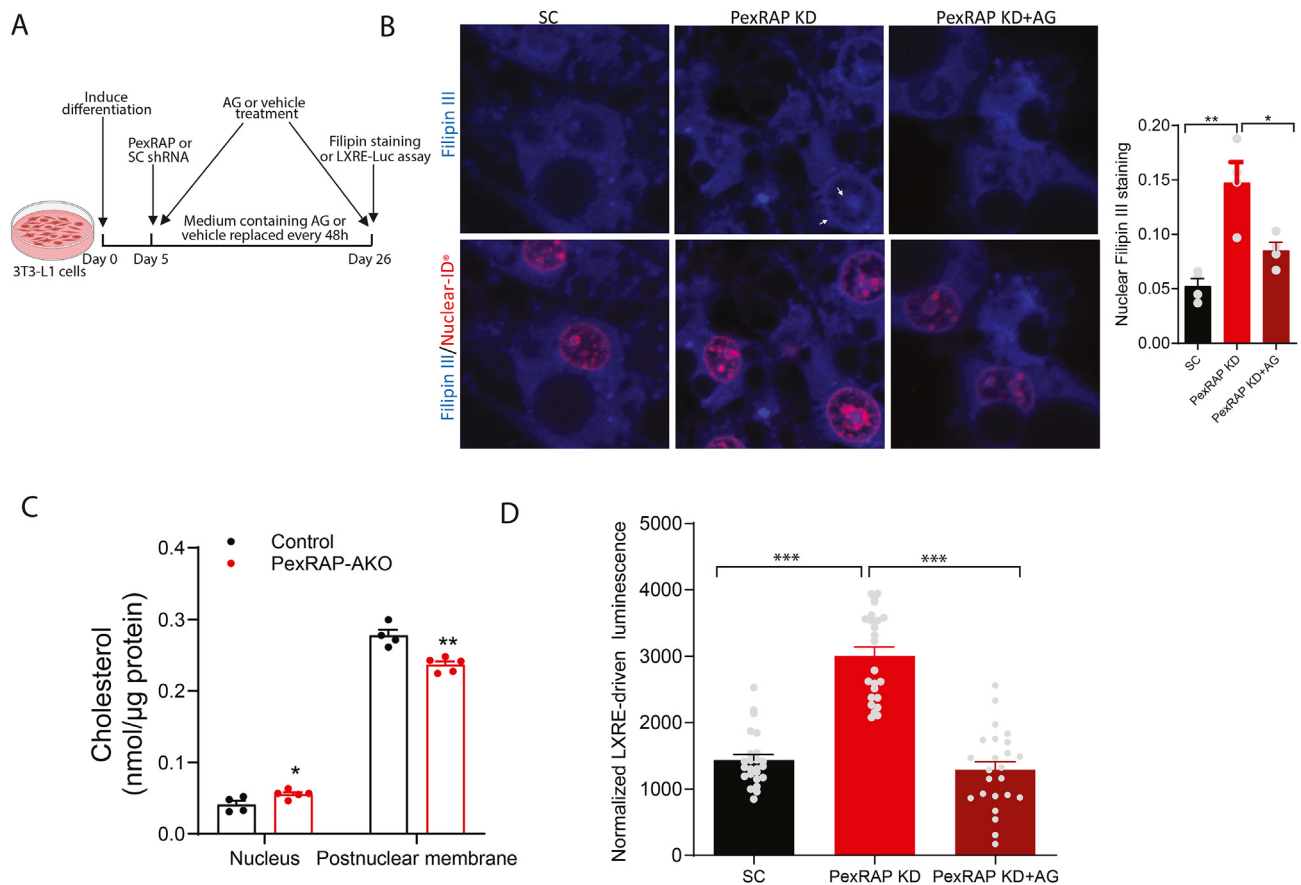 A
Induce
differentiation
AG or vehicle
treatment
PexRAP or
SC shRNA
Filipin staining
or LXRE-Luc assay
Medium containing AG or
vehicle replaced every 48h
Day 0
Day 5
Day 26
3T3-L1 cells
B
SC
PexRAP KD
PexRAP KD+AG
Filipin III
Filipin III/Nuclear-ID®
Nuclear Filipin III staining
**
*
0.20
0.15
0.10
0.05
0.00
SC
PexRAP KD
PexRAP KD+AG
C
Control
PexRAP-AKO
Cholesterol
(nmol/µg protein)
0.4
0.3
0.2
0.1
0.0
*
**
Nucleus
Postnuclear membrane
D
Normalized LXRE-driven luminescence
5000
4000
3000
2000
1000
0
***
***
SC
PexRAP KD
PexRAP KD+AG